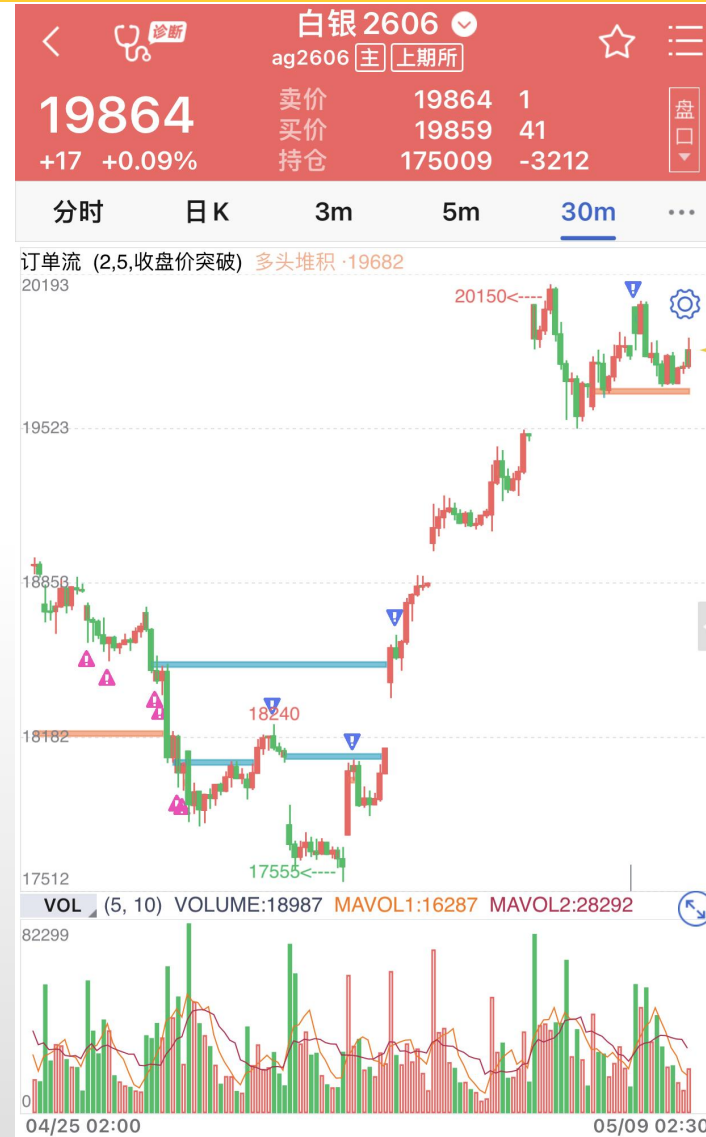 白银2606
诊断
ag2606 主 上期所
19864
+17 +0.09%
卖价 19864 1
买价 19859 41
持仓 175009 -3212
盘口
分时 日K 3m 5m 30m
订单流 (2,5,收盘价突破) 多头堆积 ·19682
20193
20150<----
19523
18853
18240
18182
17555<----
17512
VOL (5, 10) VOLUME:18987 MAVOL1:16287 MAVOL2:28292
82299
0
04/25 02:00 05/09 02:30